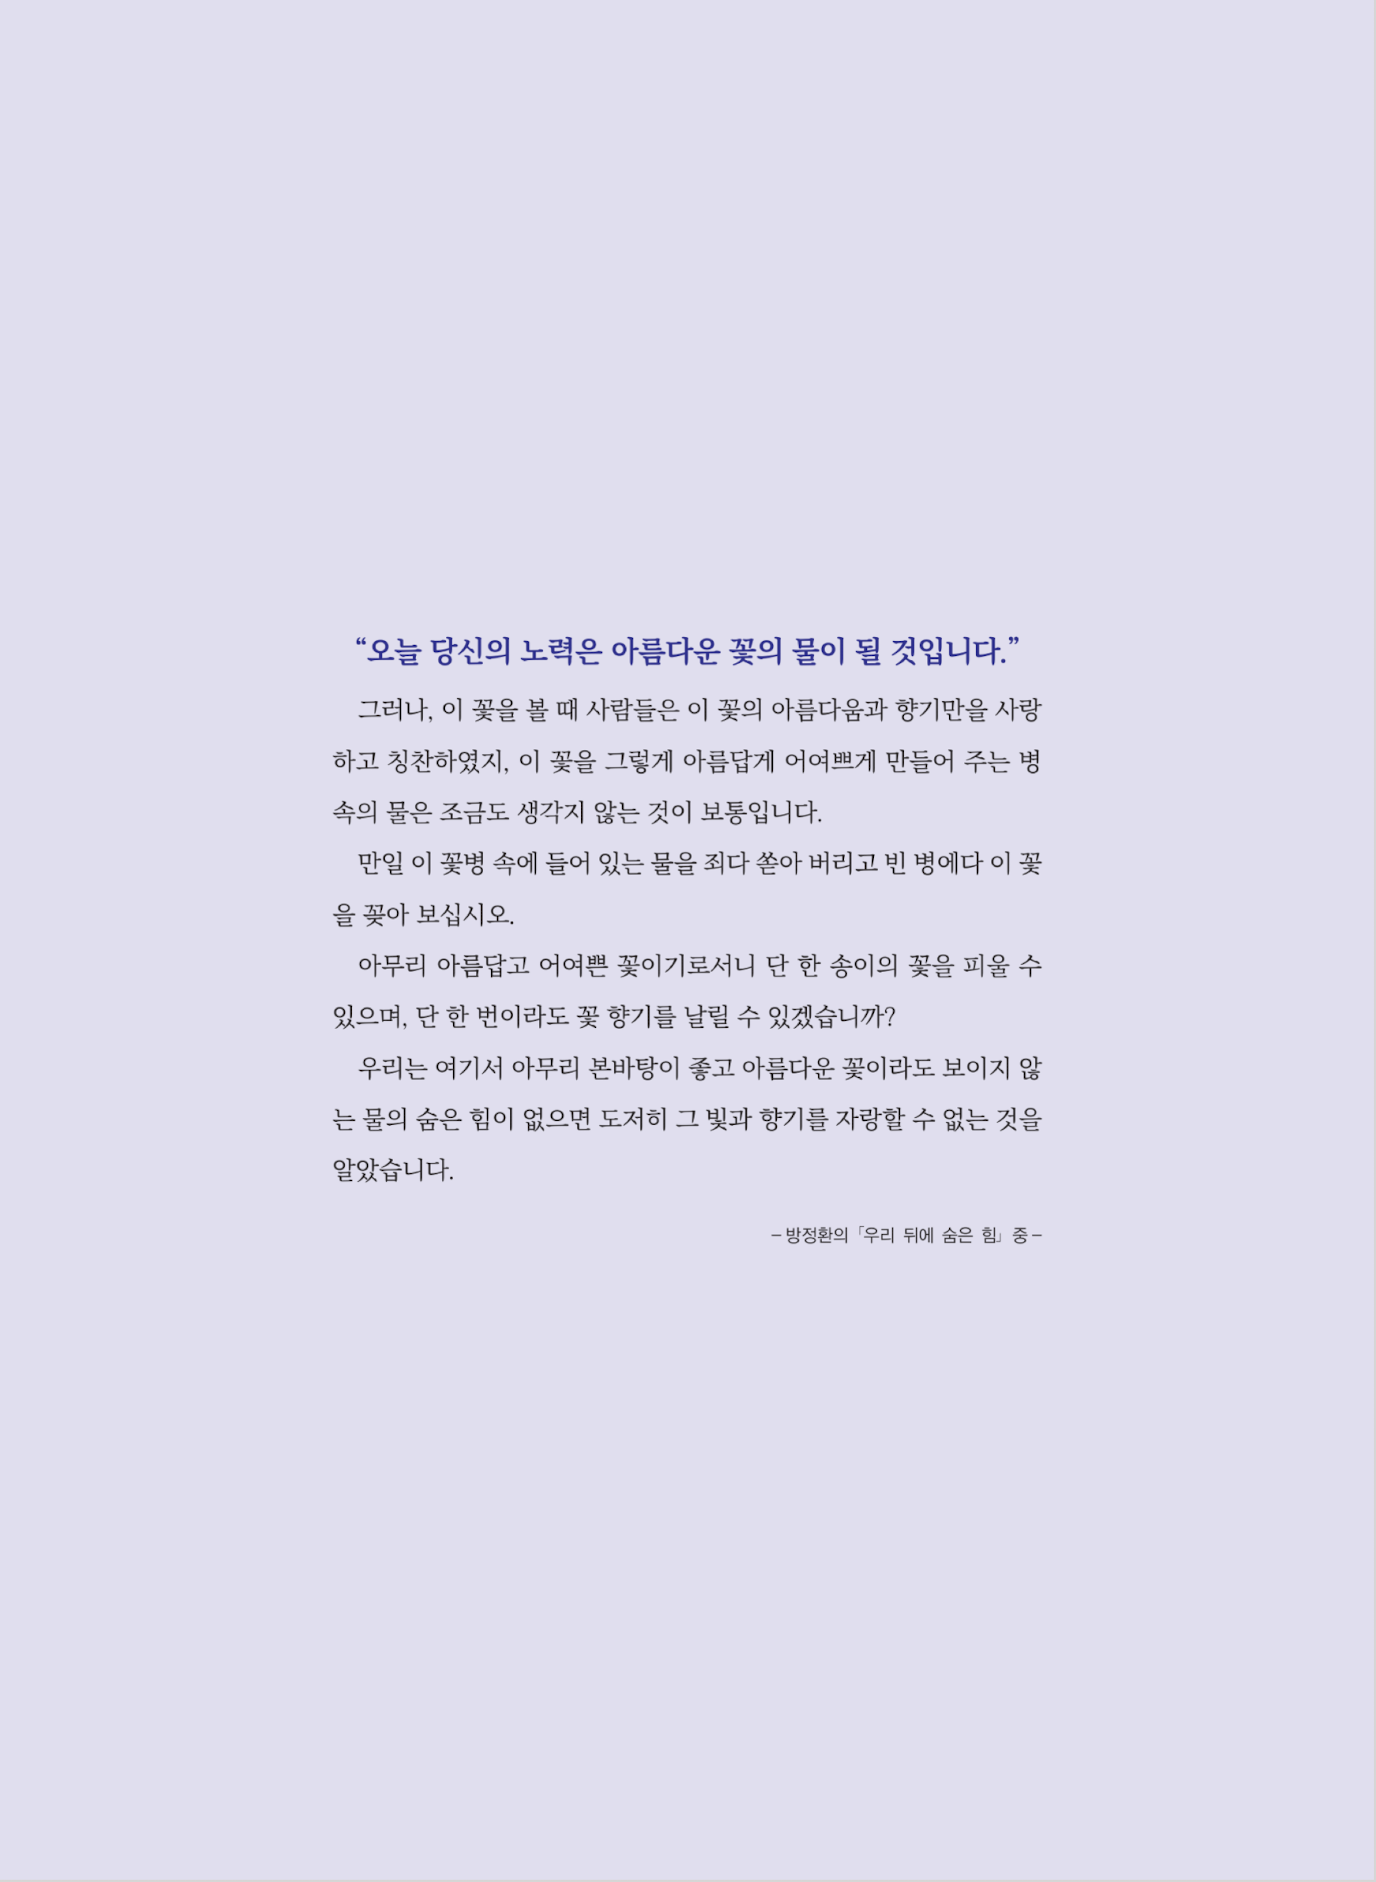 “오늘 당신의 노력은 아름다운 꽃의 물이 될 것입니다.”
그러나, 이 꽃을 볼 때 사람들은 이 꽃의 아름다움과 향기만을 사랑
하고 칭찬하였지, 이 꽃을 그렇게 아름답게 어여쁘게 만들어 주는 병
속의 물은 조금도 생각지 않는 것이 보통입니다.
만일 이 꽃병 속에 들어 있는 물을 죄다 쏟아 버리고 빈 병에다 이 꽃
을 꽂아 보십시오.
아무리 아름답고 어여쁜 꽃이기로서니 단 한 송이의 꽃을 피울 수
있으며, 단 한 번이라도 꽃 향기를 날릴 수 있겠습니까?
우리는 여기서 아무리 본바탕이 좋고 아름다운 꽃이라도 보이지 않
는 물의 숨은 힘이 없으면 도저히 그 빛과 향기를 자랑할 수 없는 것을
알았습니다.
– 방정환의 「우리 뒤에 숨은 힘」 중 –